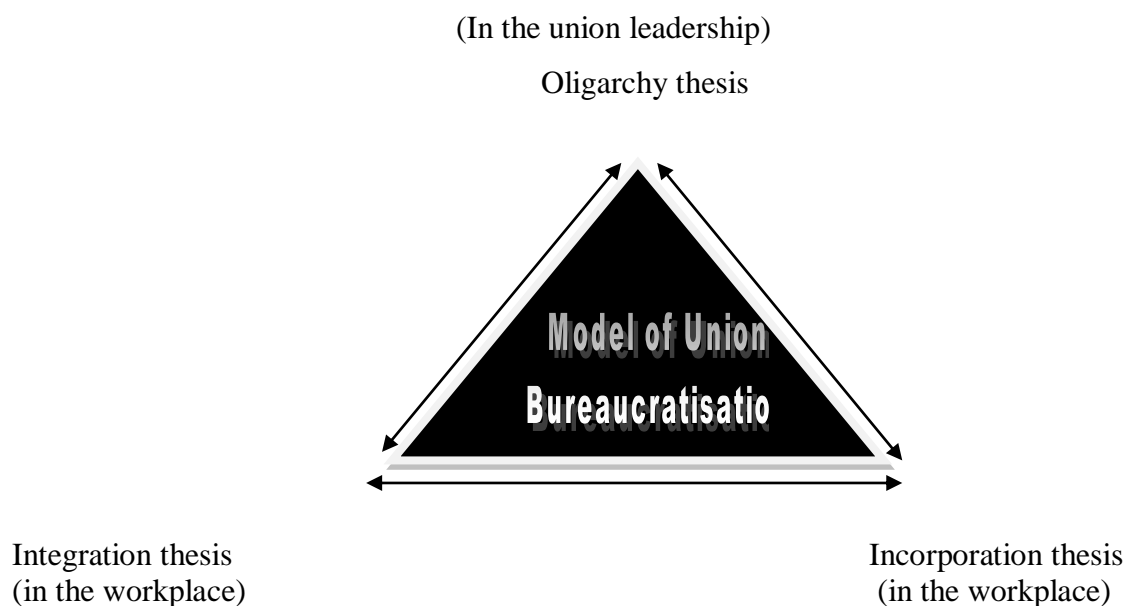 (In the union leadership)
Oligarchy thesis
Model of Union
Bureaucratisatio
Integration thesis
(in the workplace)
Incorporation thesis
(in the workplace)